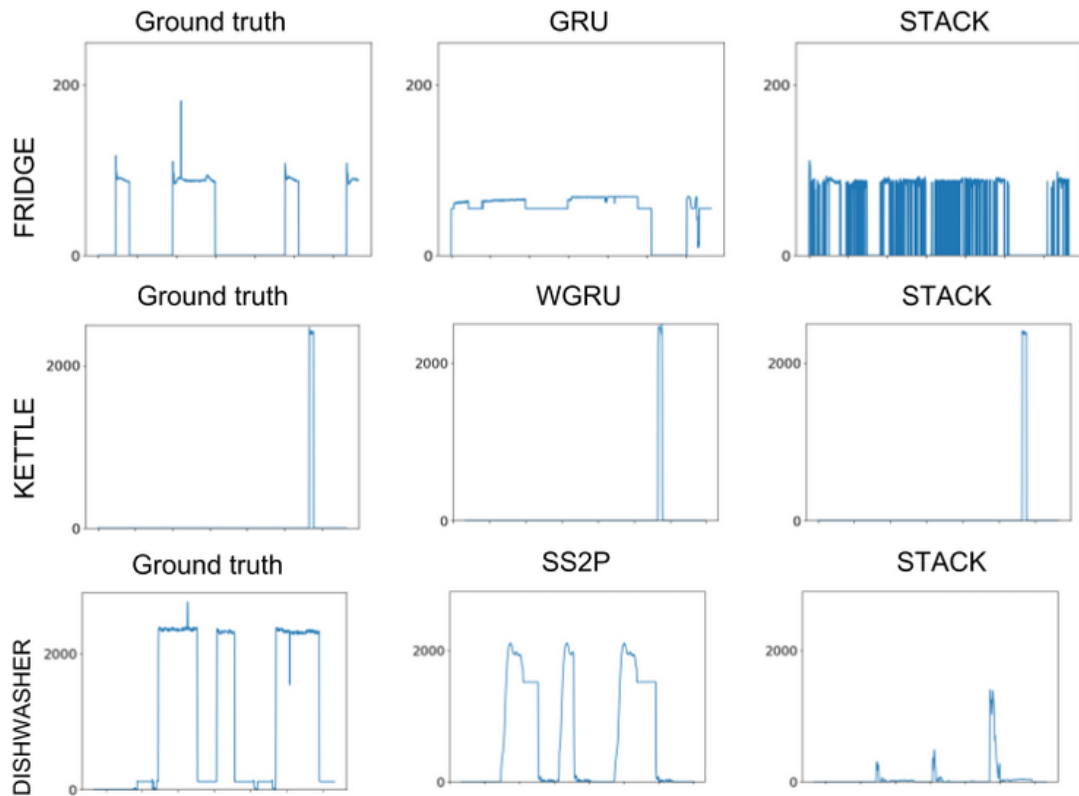 Ground truth GRU STACK
FRIDGE
200 200 200
0 0 0
Ground truth WGRU STACK
KETTLE
2000 2000 2000
0 0 0
Ground truth SS2P STACK
DISHWASHER
2000 2000 2000
0 0 0